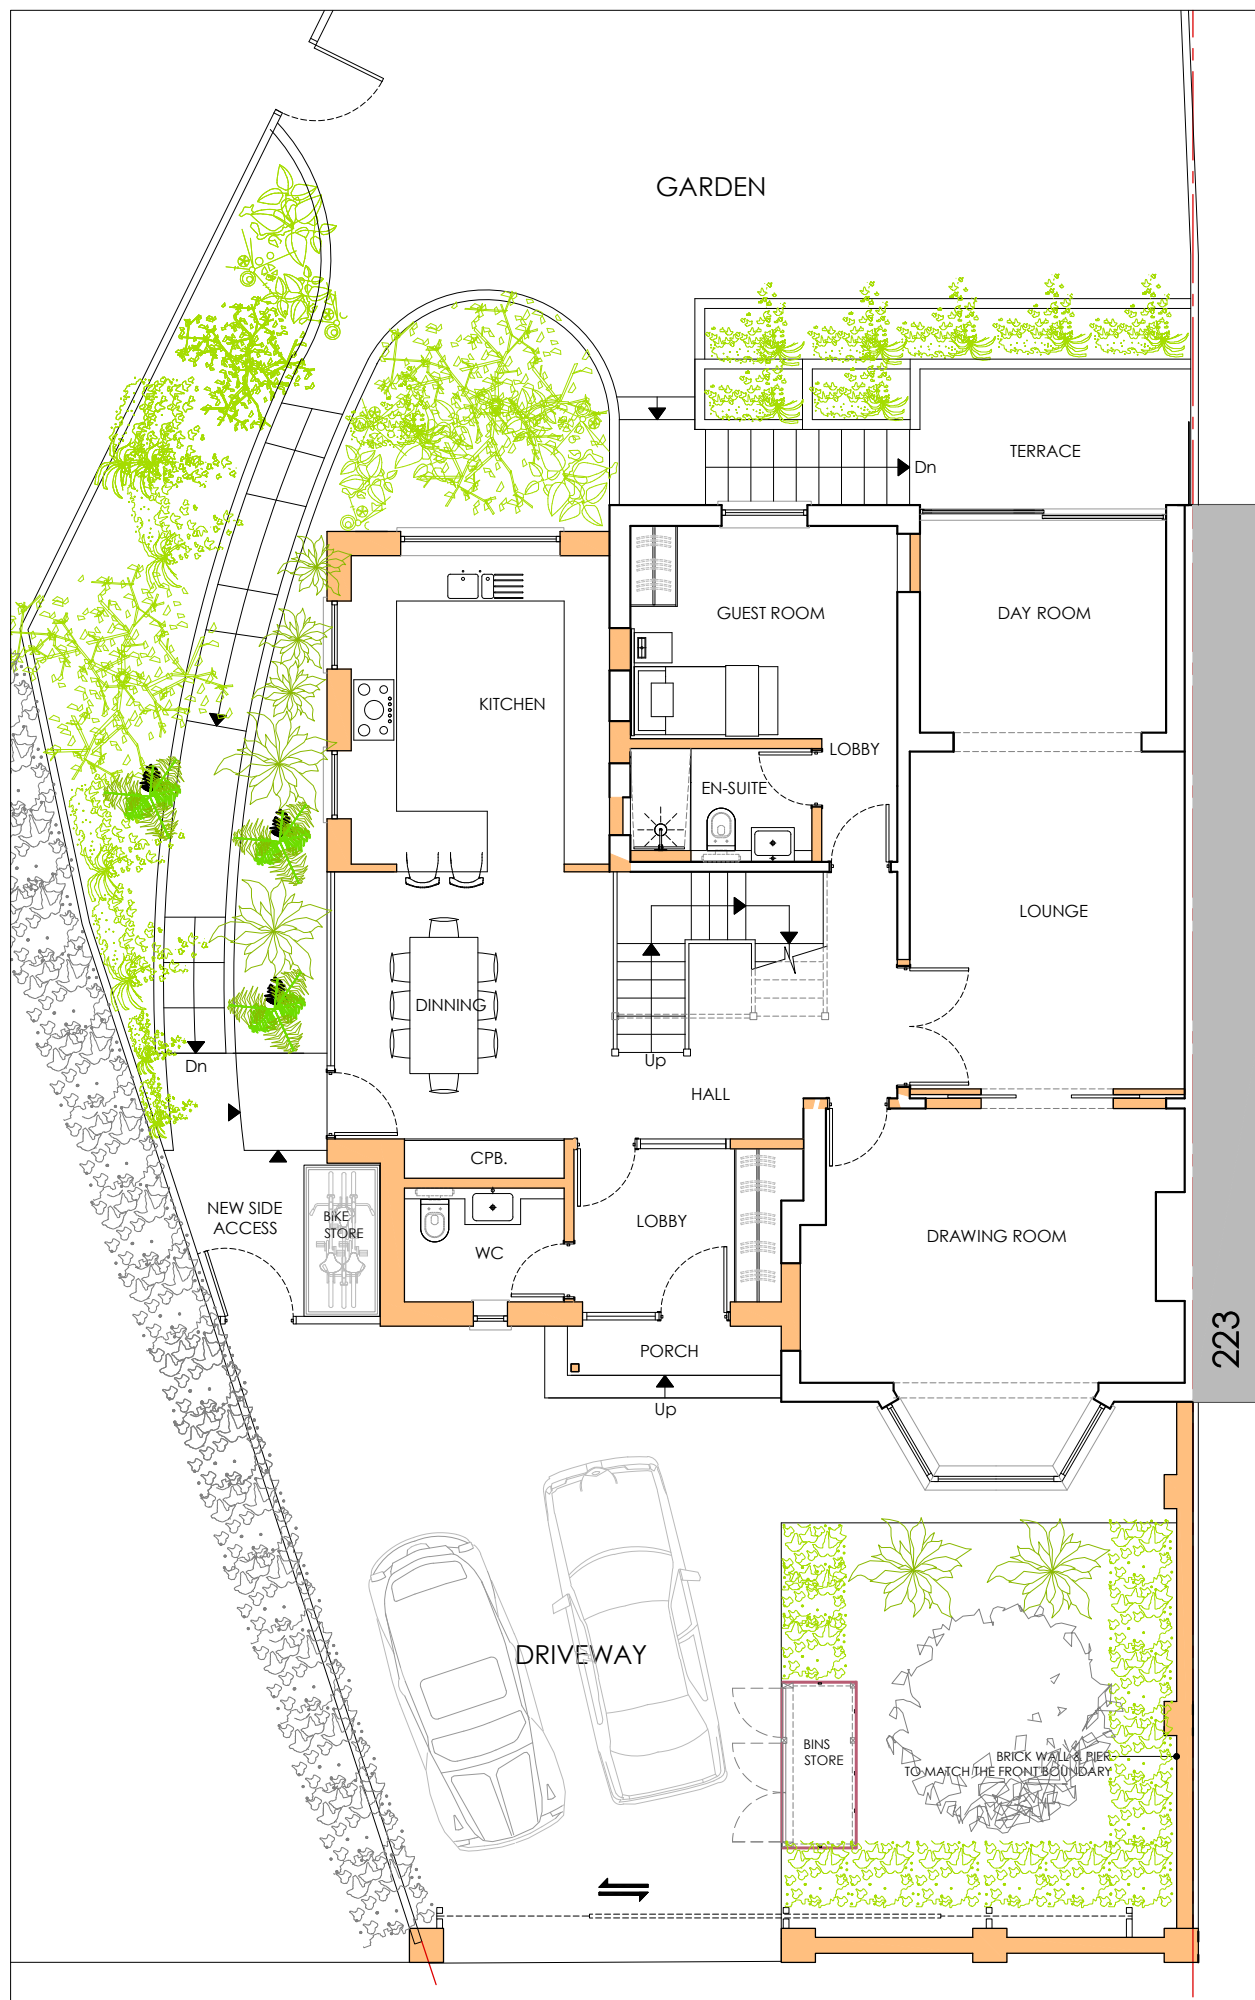 GARDEN
TERRACE
Dn
GUEST ROOM
DAY ROOM
KITCHEN
LOBBY
EN-SUITE
LOUNGE
DINNING
Up
Dn
HALL
CPB.
NEW SIDE
ACCESS
BIKE
STORE
LOBBY
WC
DRAWING ROOM
PORCH
Up
223
DRIVEWAY
BINS
STORE
BRICK WALL & PIER
TO MATCH THE FRONT BOUNDARY